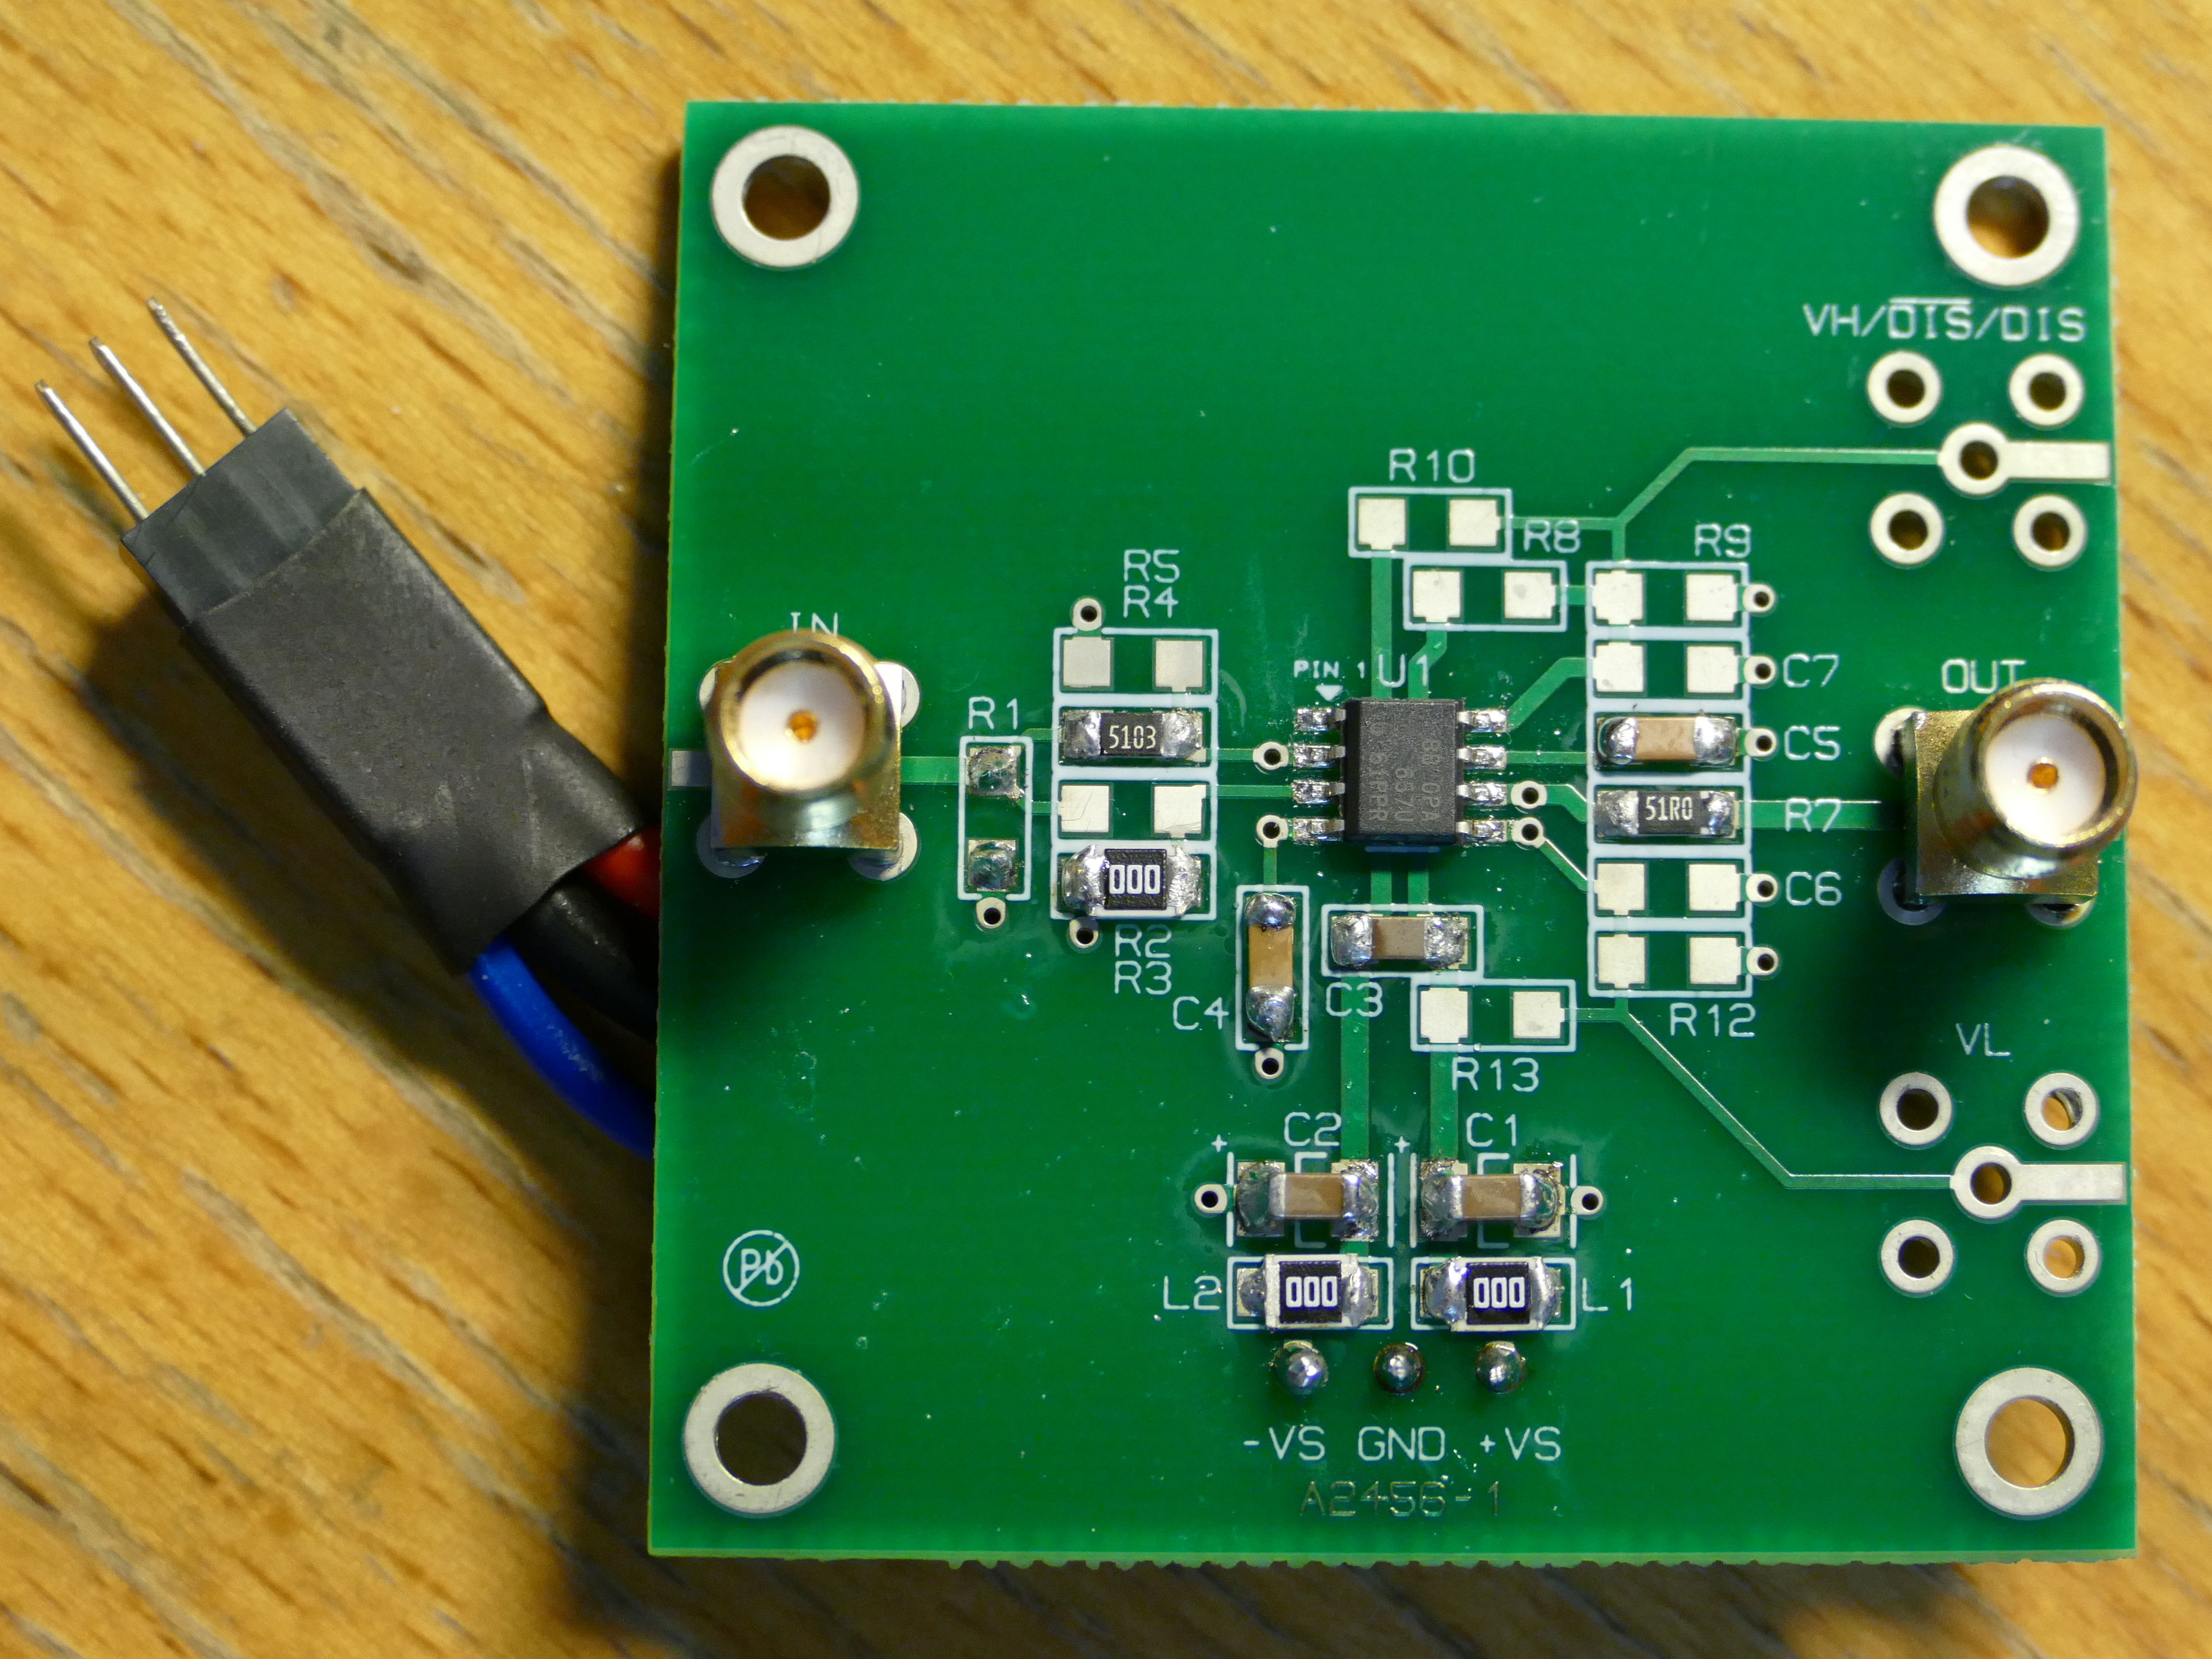 VH/DIS/DIS
R10
R8
R9
R5
R4
IN
PIN 1
U1
C7
OUT
R1
5103
C5
51R0
R7
000
C6
R2
R3
C4
C3
R12
VL
R13
+
C2
+
C1
L2
000
000
L1
Pb
-VS GND +VS
A2456-1